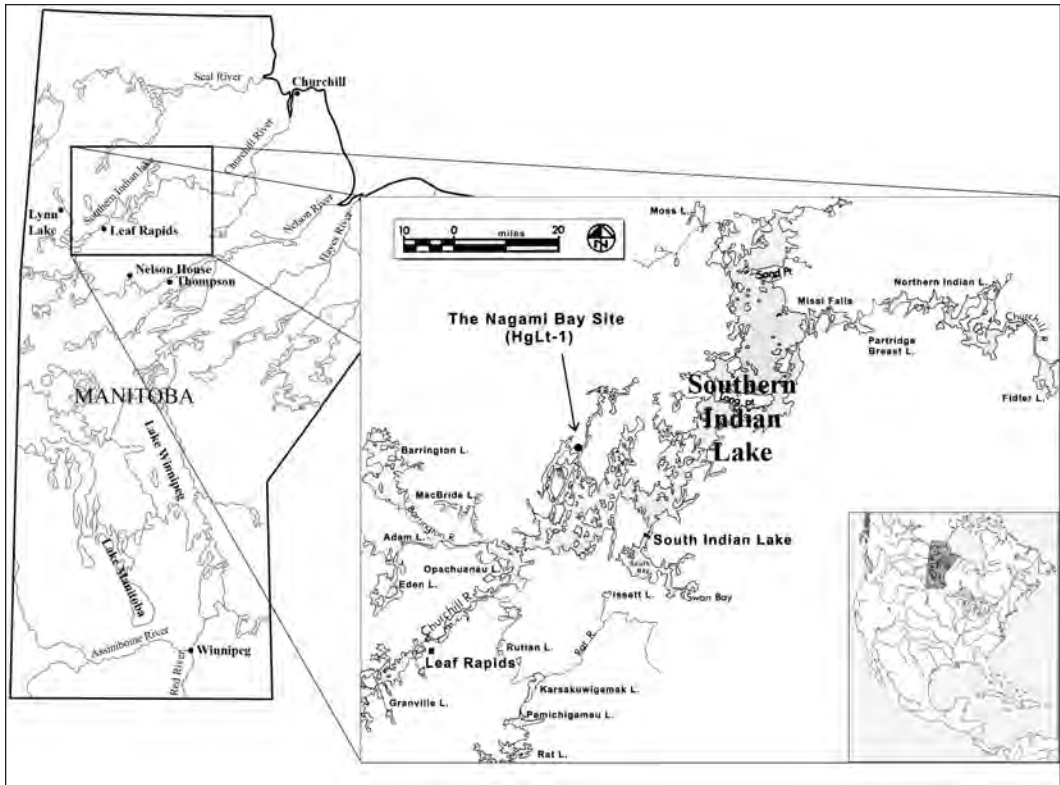 Seal River
Churchill
Churchill River
Southern Indian lake
Lynn
Lake
Leaf Rapids
Nelson River
Hayes River
Nelson House
Thompson
MANITOBA
Lake Winnipeg
Lake Manitoba
Assiniboine River
Winnipeg
Red River
10 0 miles 20
N
Moss L.
Sand Pt
Missi Falls
Northern Indian L.
Churchill R.
Partridge
Breast L.
Fidler L.
The Nagami Bay Site
(HgLt-1)
Southern
Long pt
Indian
Lake
Barrington L.
MacBride L.
Barrington R.
Adam L.
Opachuanau L.
Eden L.
South Indian Lake
South Bay
Swan Bay
Issett L.
Churchill R.
Rat R.
Ruttan L.
Leaf Rapids
Granville L.
Karsakuwigamak L.
Pemichigamau L.
Rat L.